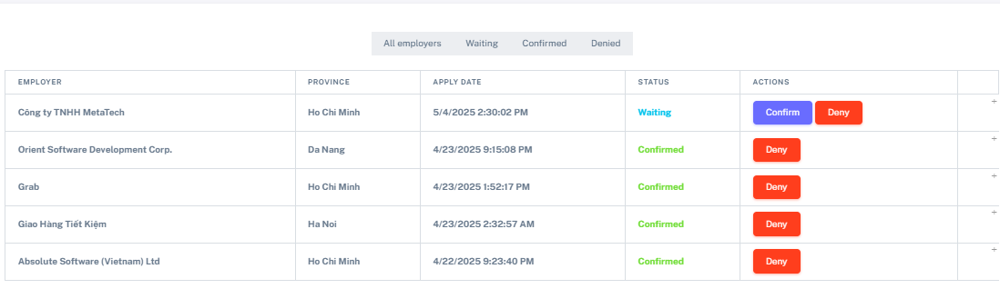 All employers Waiting Confirmed Denied
EMPLOYER PROVINCE APPLY DATE STATUS ACTIONS
Công ty TNHH MetaTech Ho Chi Minh 5/4/2025 2:30:02 PM Waiting Confirm Deny +
Orient Software Development Corp. Da Nang 4/23/2025 9:15:08 PM Confirmed Deny +
Grab Ho Chi Minh 4/23/2025 1:52:17 PM Confirmed Deny +
Giao Hàng Tiết Kiệm Ha Noi 4/23/2025 2:32:57 AM Confirmed Deny +
Absolute Software (Vietnam) Ltd Ho Chi Minh 4/22/2025 9:23:40 PM Confirmed Deny +